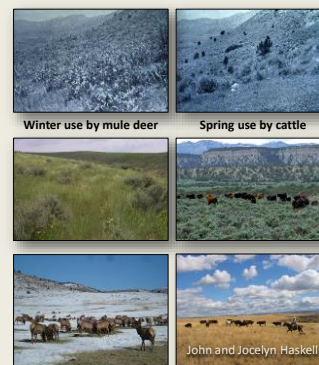 Winter use by mule deer
Spring use by cattle
John and Jocelyn Haskell